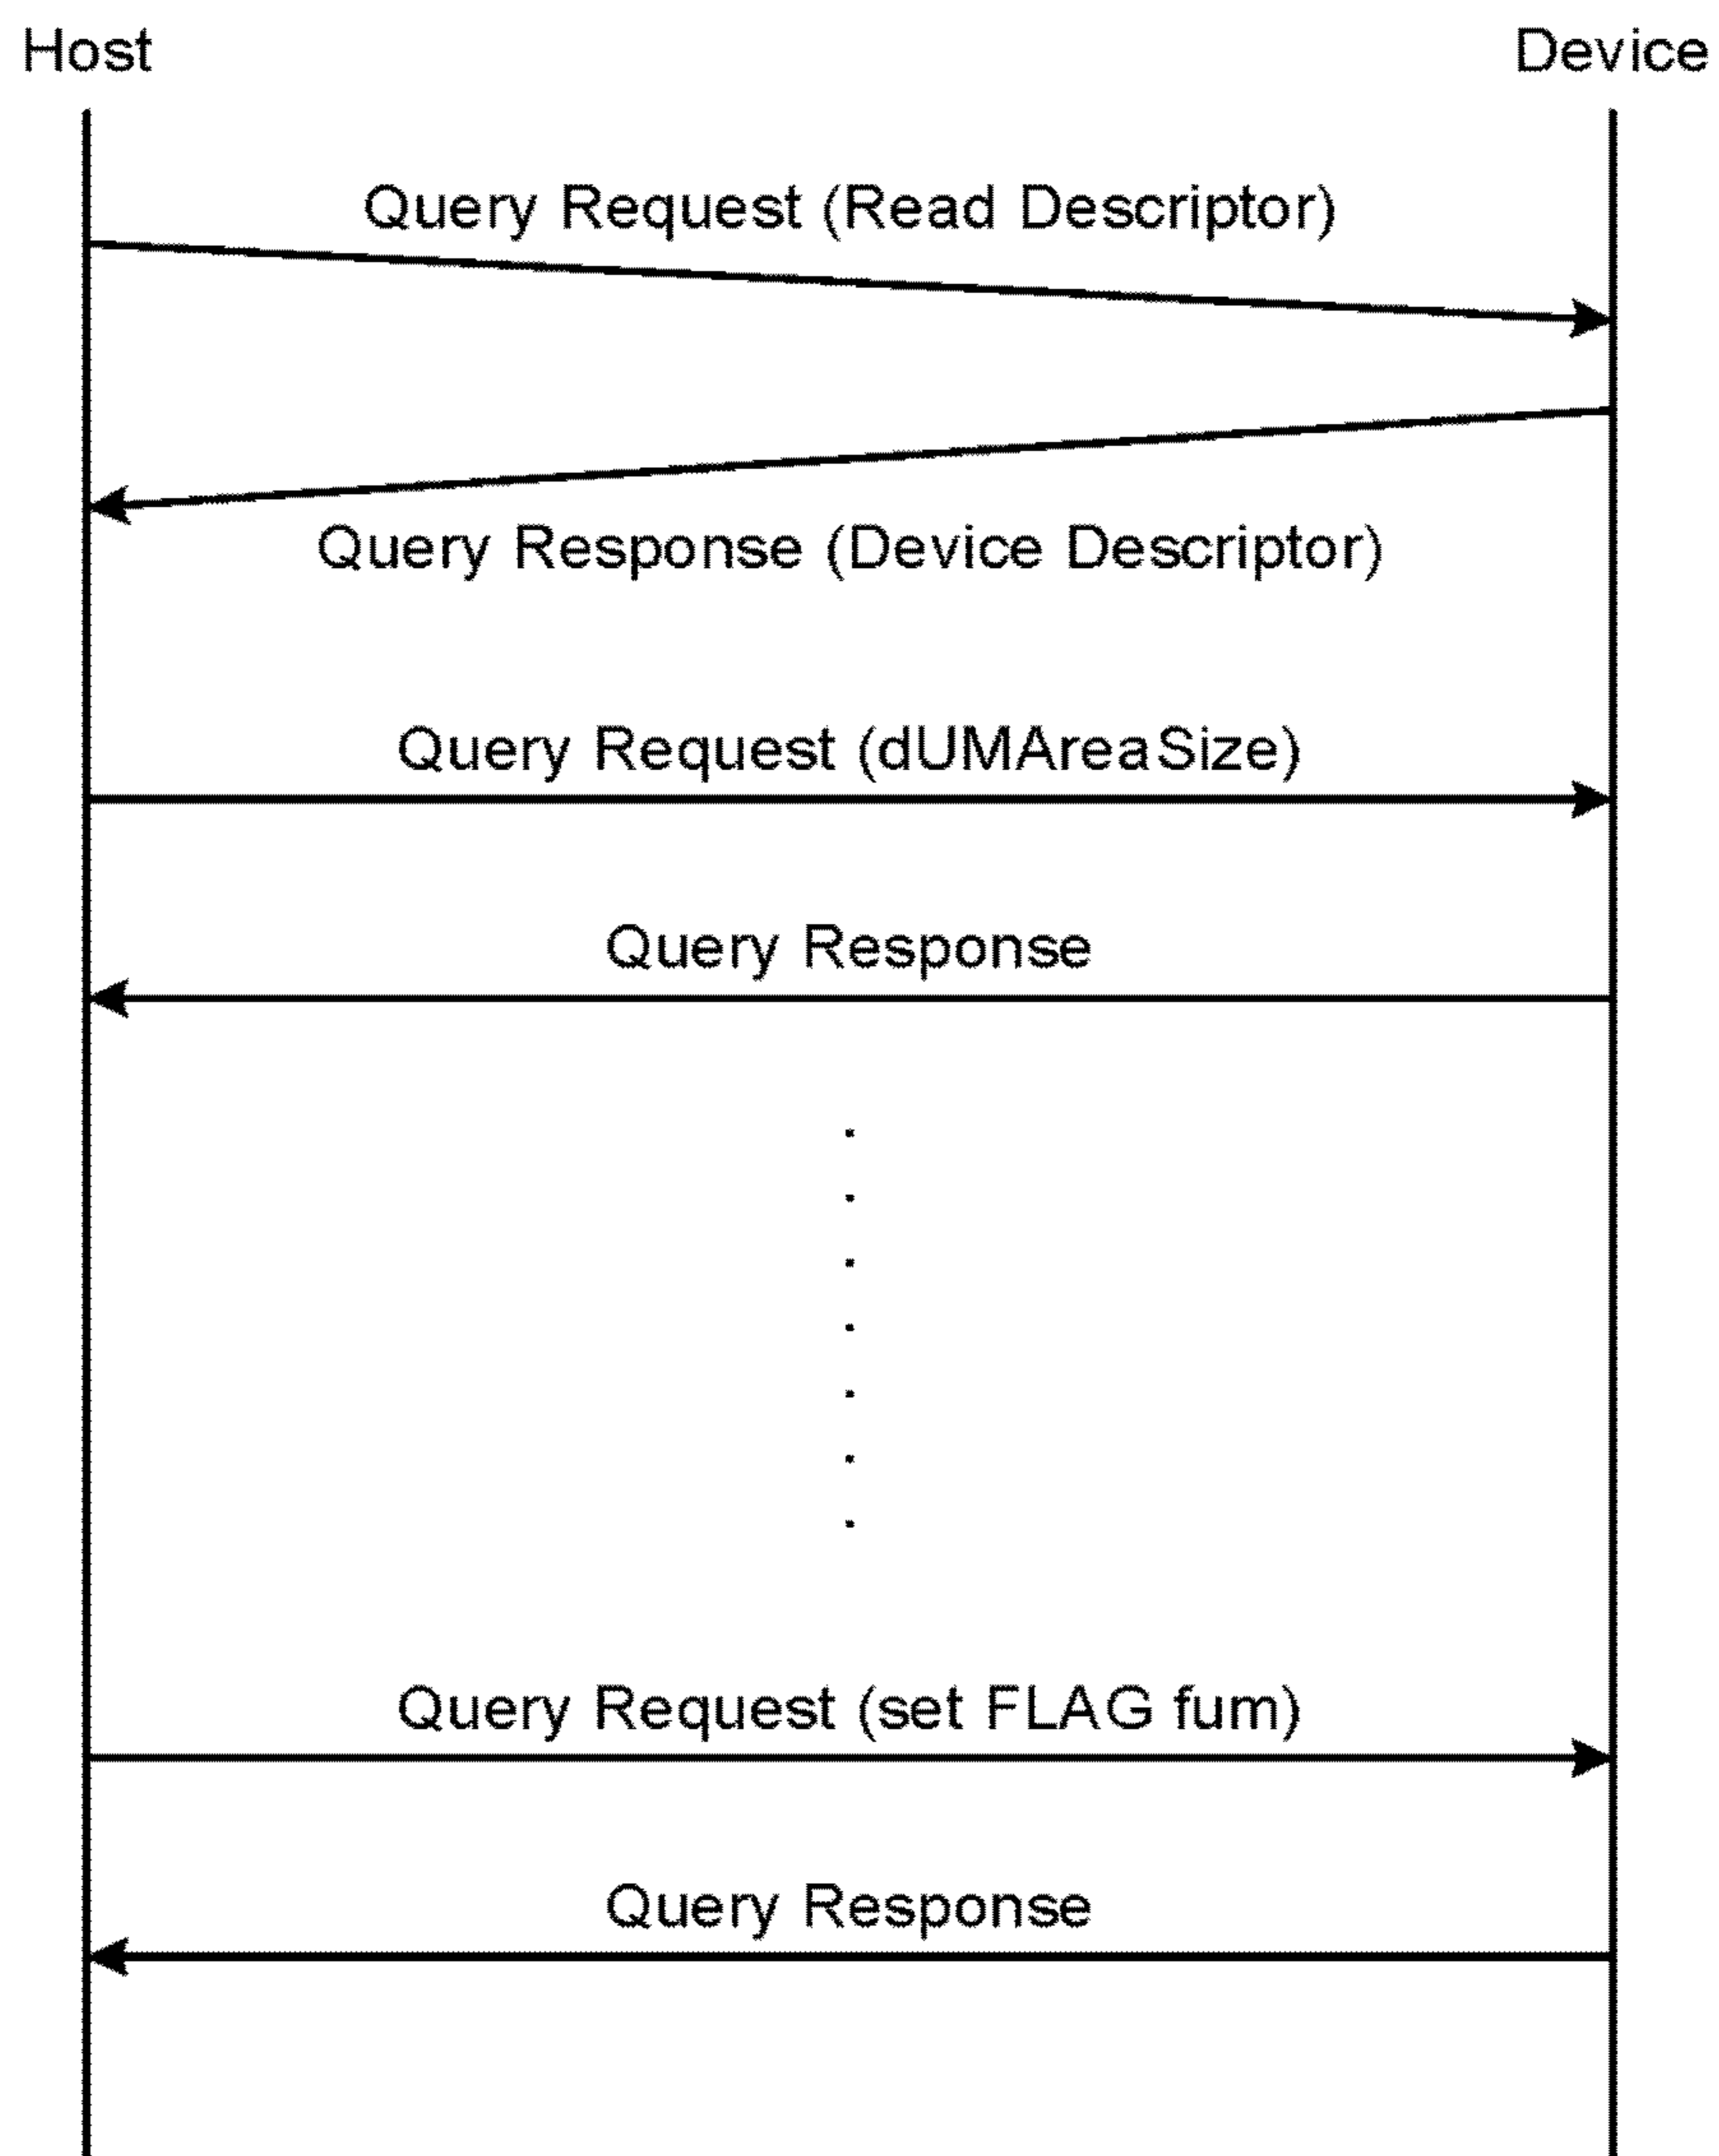 Host
Device
Query Request (Read Descriptor)
Query Response (Device Descriptor)
Query Request (dUMAreaSize)
Query Response
Query Request (set FLAG fum)
Query Response